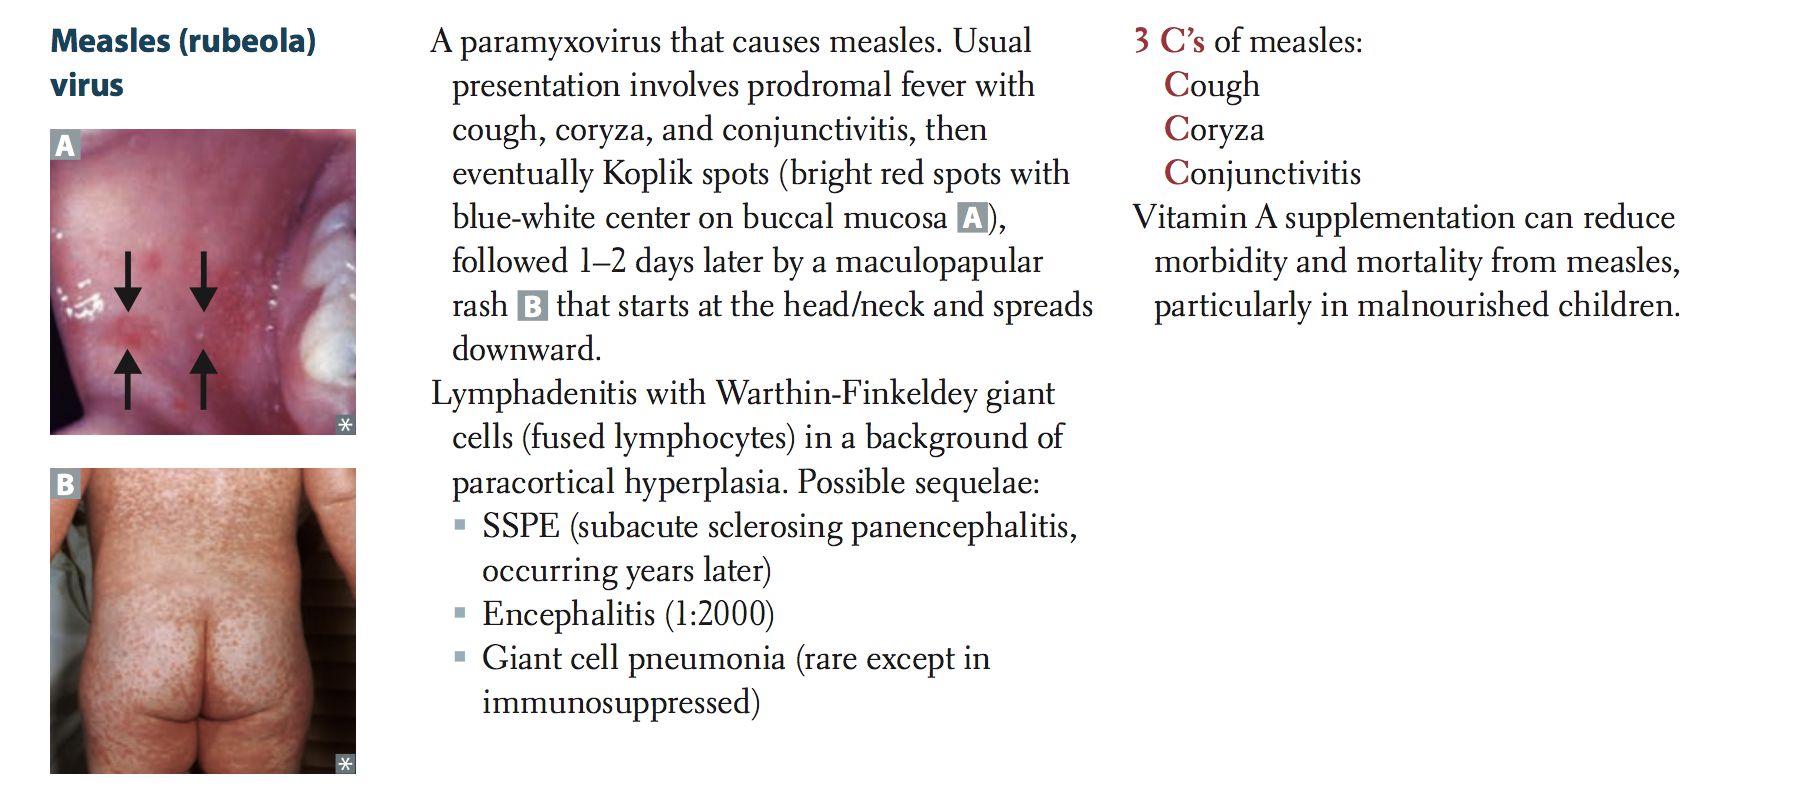 Measles (rubeola)
virus
A
B
A paramyxovirus that causes measles. Usual
presentation involves prodromal fever with
cough, coryza, and conjunctivitis, then
eventually Koplik spots (bright red spots with
blue-white center on buccal mucosa A),
followed 1–2 days later by a maculopapular
rash B that starts at the head/neck and spreads
downward.
Lymphadenitis with Warthin-Finkeldey giant
cells (fused lymphocytes) in a background of
paracortical hyperplasia. Possible sequelae:
▪ SSPE (subacute sclerosing panencephalitis,
occurring years later)
▪ Encephalitis (1:2000)
▪ Giant cell pneumonia (rare except in
immunosuppressed)
3 C’s of measles:
Cough
Coryza
Conjunctivitis
Vitamin A supplementation can reduce
morbidity and mortality from measles,
particularly in malnourished children.